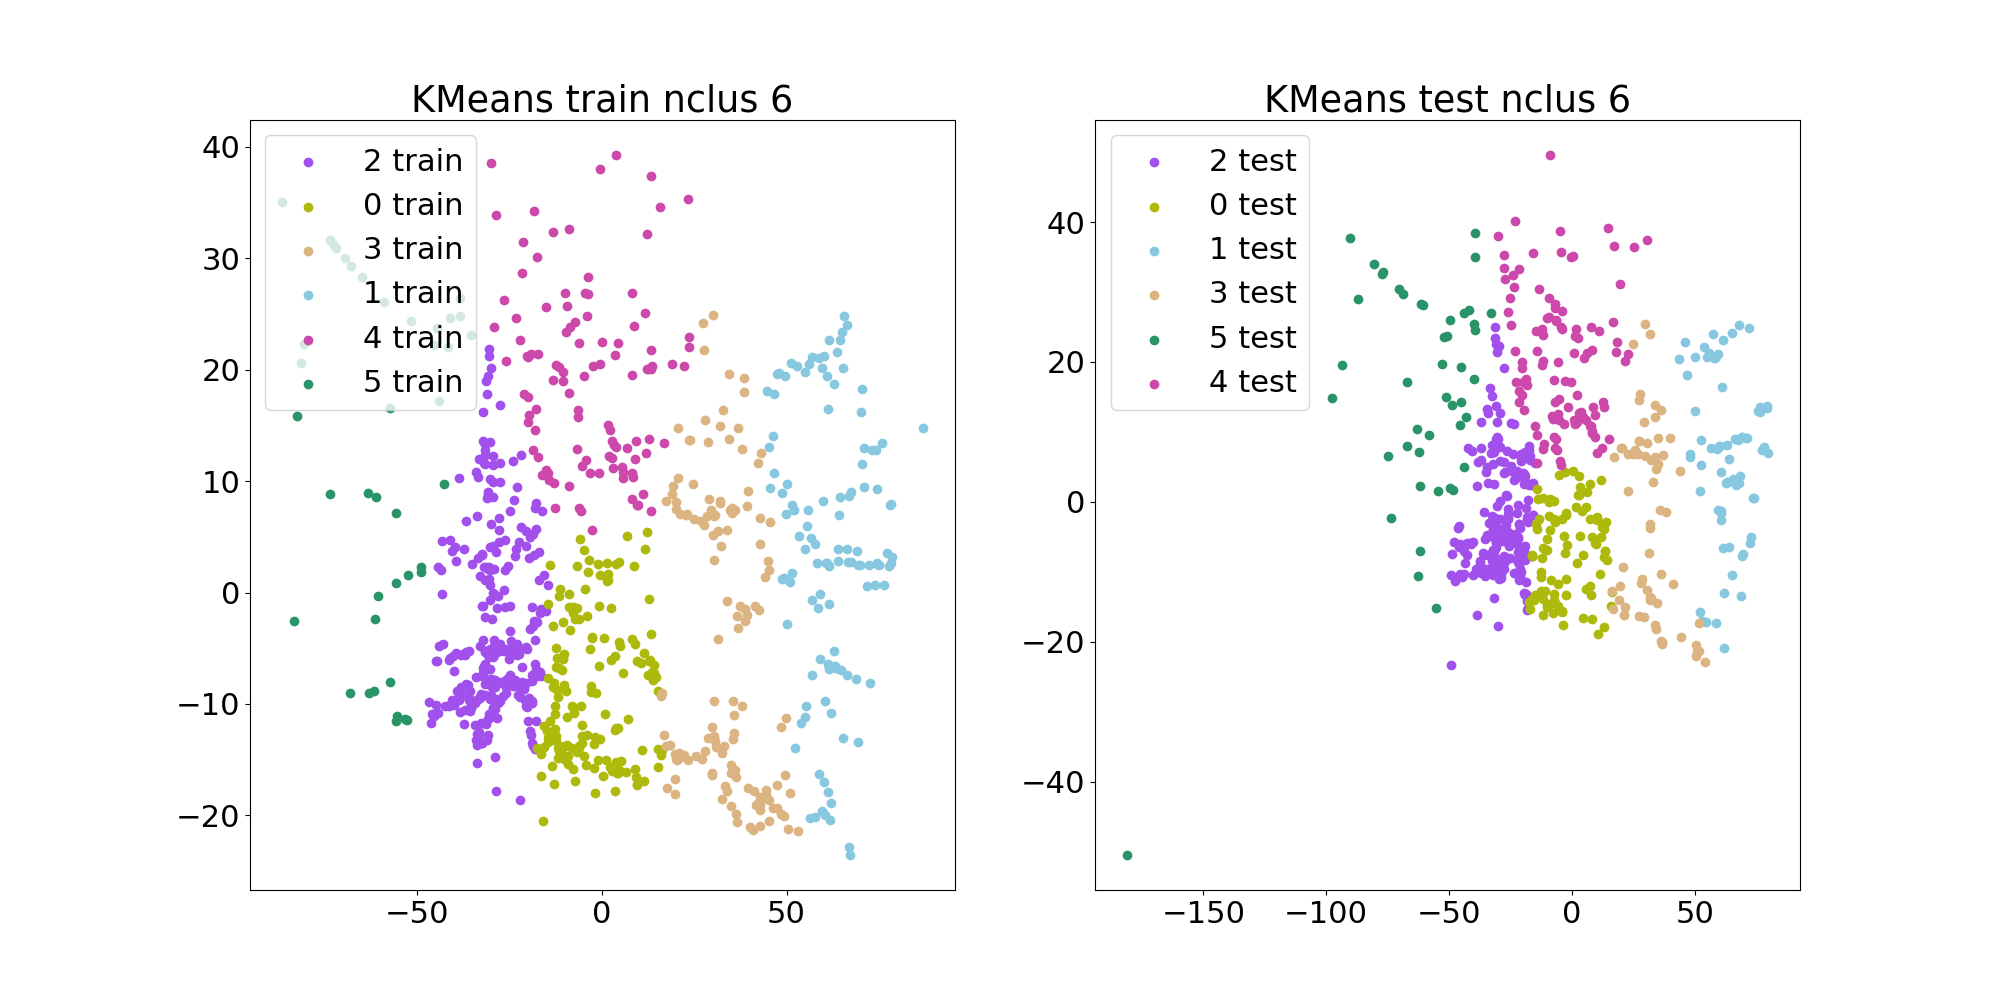 KMeans train nclus 6
40
30
20
10
0
−10
−20
−50
0
50
2 train
0 train
3 train
1 train
4 train
5 train
KMeans test nclus 6
40
20
0
−20
−40
−150
−100
−50
0
50
2 test
0 test
1 test
3 test
5 test
4 test